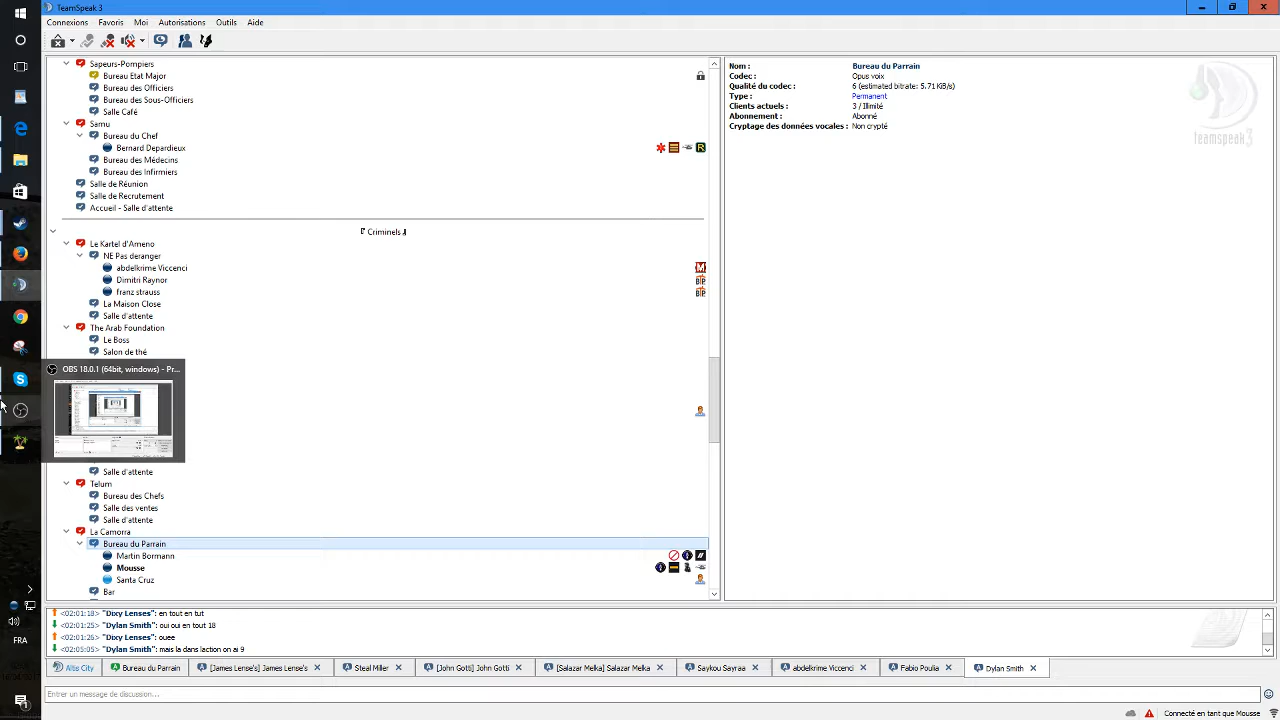 TeamSpeak 3
Connexions Favoris Moi Autorisations Outils Aide
Sapeurs-Pompiers
Bureau Etat Major
Bureau des Officiers
Bureau des Sous-Officiers
Salle Café
Samu
Bureau du Chef
Bernard Depardieux
Bureau des Médecins
Bureau des Infirmiers
Salle de Réunion
Salle de Recrutement
Accueil - Salle d'attente
『 Criminels 』
Le Kartel d'Ameno
NE Pas deranger
abdelkrime Viccenci
Dimitri Raynor
franz strauss
La Maison Close
Salle d'attente
The Arab Foundation
Le Boss
Salon de thé
OBS 18.0.1 (64bit, windows) - Pr...
Salle d'attente
Telum
Bureau des Chefs
Salle des ventes
Salle d'attente
La Camorra
Bureau du Parrain
Martin Bormann
Mousse
Santa Cruz
Bar
Nom : Bureau du Parrain
Codec : Opus voix
Qualité du codec : 6 (estimated bitrate: 5.71 KiB/s)
Type : Permanent
Clients actuels : 3 / Illimité
Abonnement : Abonné
Cryptage des données vocales : Non crypté
teamspeak 3
<02:01:18> "Dixy Lenses": en tout en tut
<02:01:25> "Dylan Smith": oui oui en tout 18
<02:01:26> "Dixy Lenses": ouee
<02:05:05> "Dylan Smith": mais la dans laction on ai 9
Altis City Bureau du Parrain [James Lense's] James Lense's Steal Miller [John Gotti] John Gotti [Salazar Melka] Salazar Melka Saykou Sayraa abdelkrime Viccenci Fabio Poulia Dylan Smith
Entrer un message de discussion...
Connecté en tant que Mousse
FRA